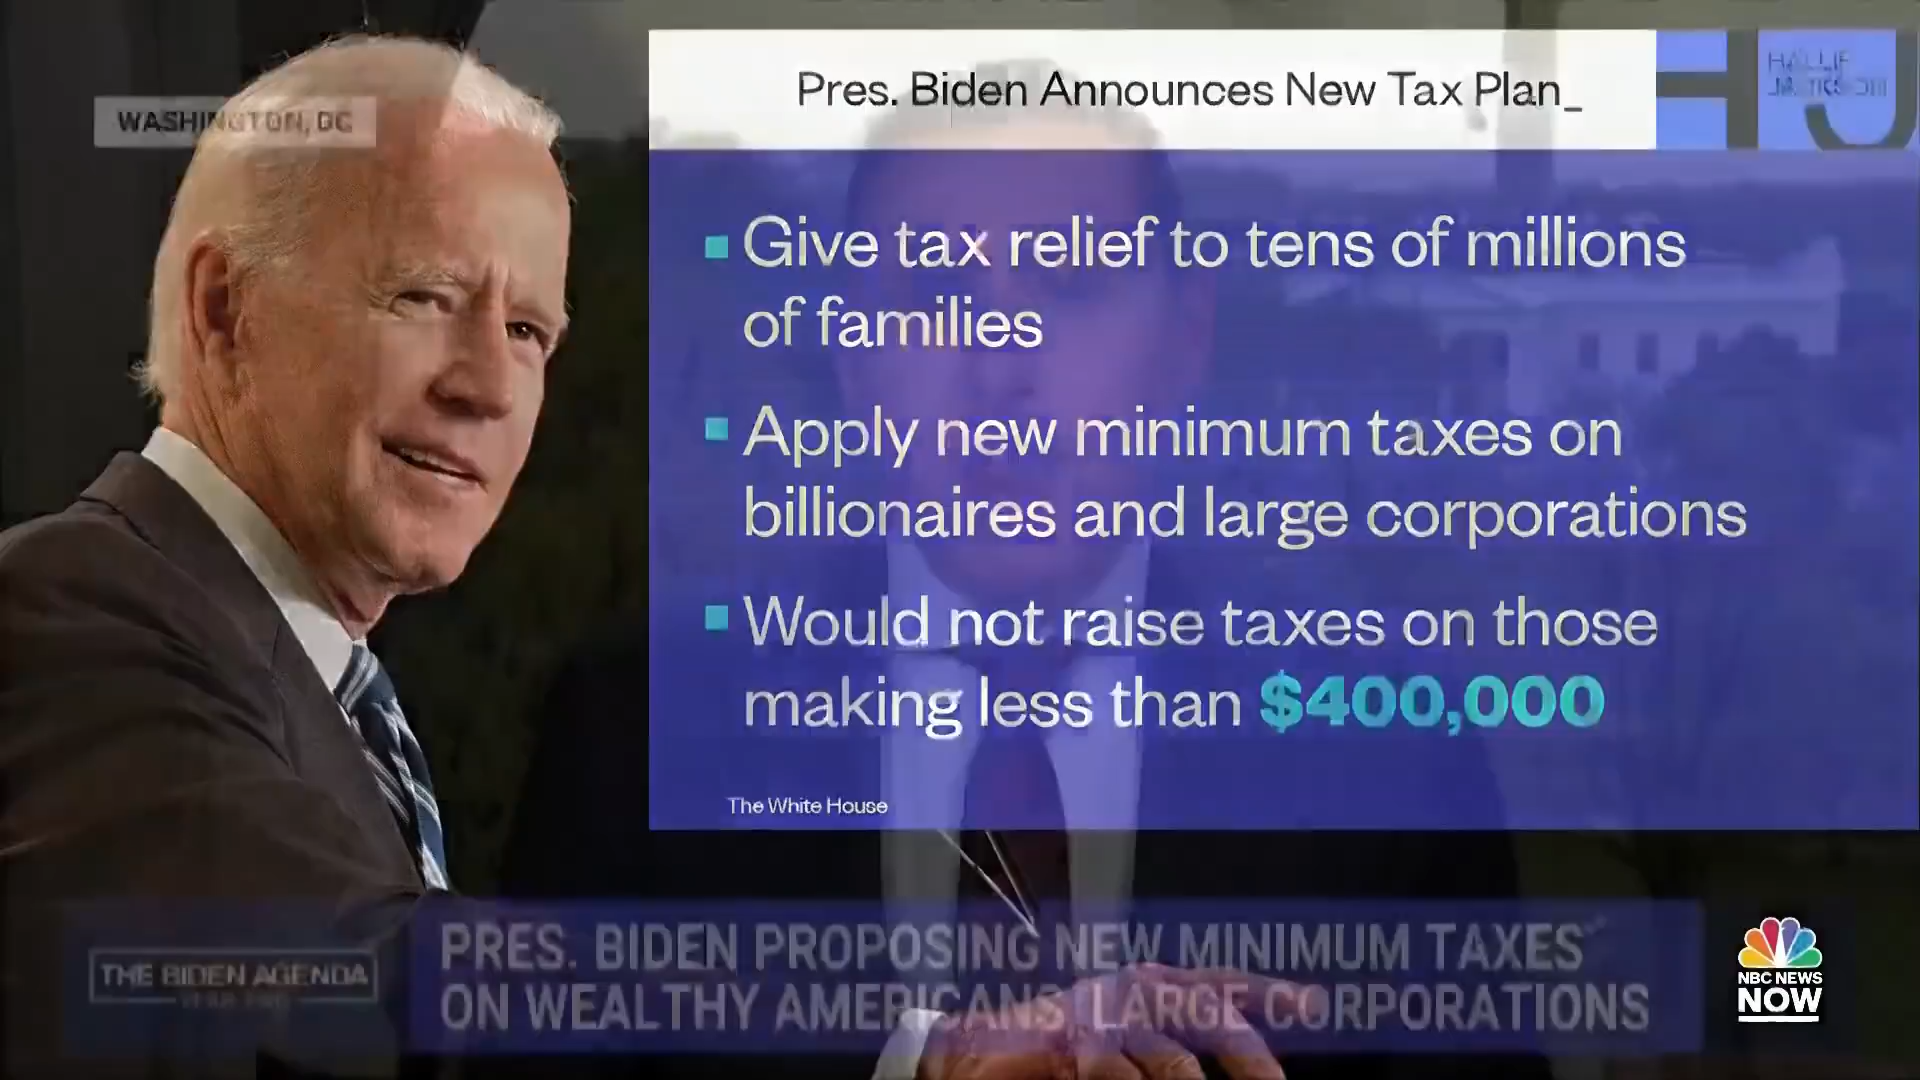 WASHINGTON, DC
Pres. Biden Announces New Tax Plan_
HALLIE
JACKSON
Give tax relief to tens of millions
of families
Apply new minimum taxes on
billionaires and large corporations
Would not raise taxes on those
making less than $400,000
The White House
THE BIDEN AGENDA
PRES. BIDEN PROPOSING NEW MINIMUM TAXES
ON WEALTHY AMERICANS, LARGE CORPORATIONS
NBC NEWS
NOW